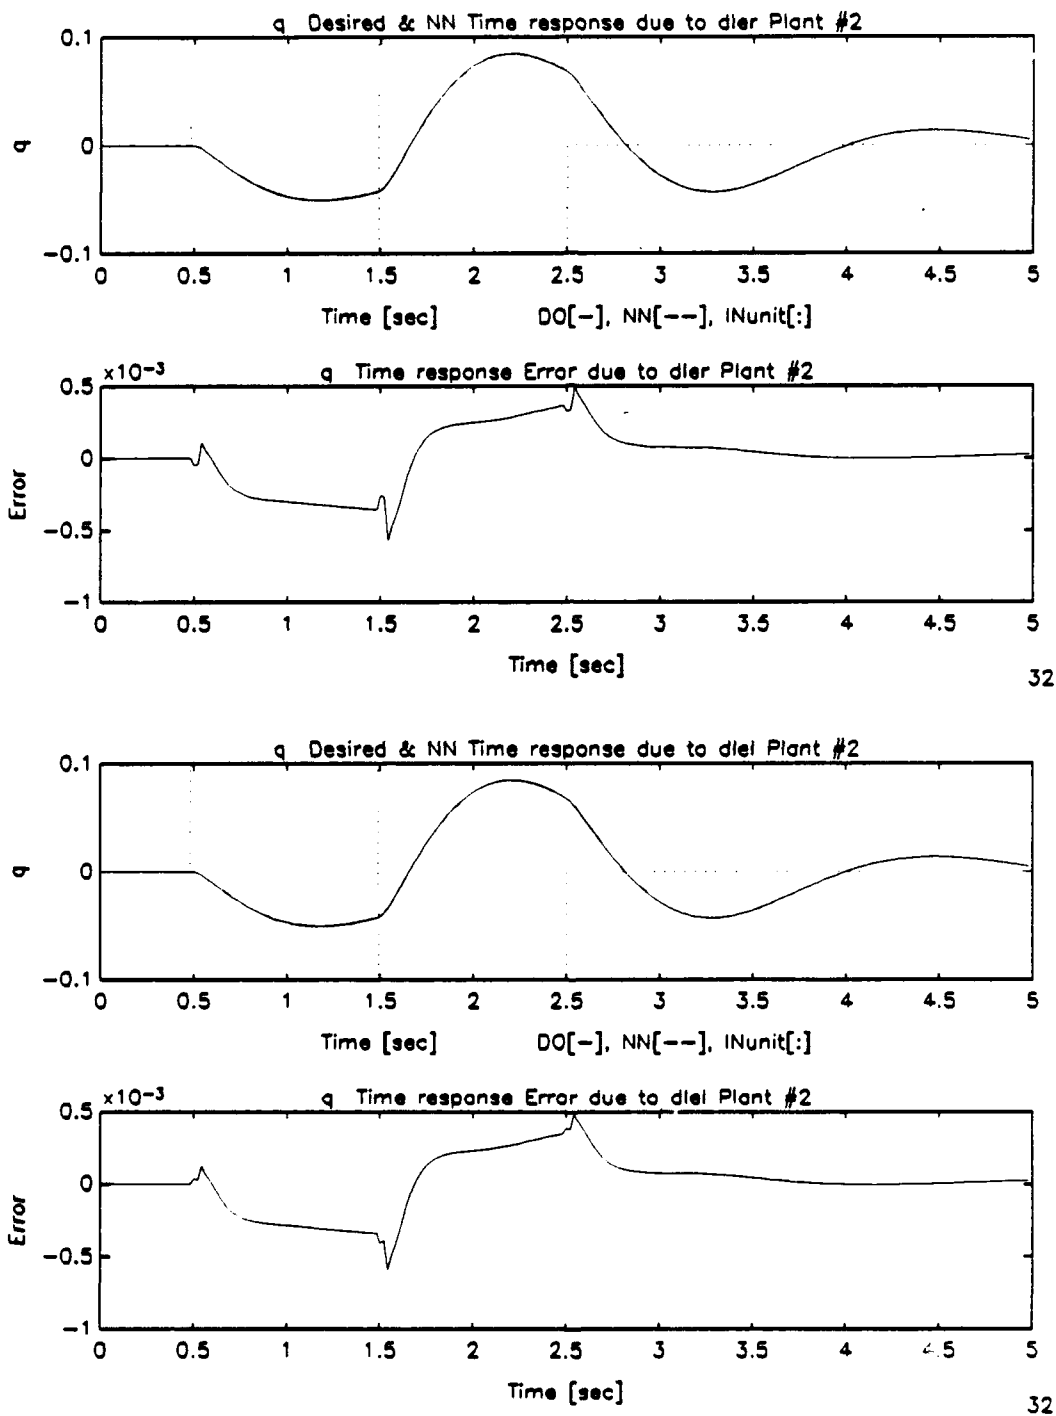 q Desired & NN Time response due to dler Plant #2
0.1
0
-0.1
q
0 0.5 1 1.5 2 2.5 3 3.5 4 4.5 5
Time [sec] DO[-], NN[--], INunit[:]
×10-3 q Time response Error due to dler Plant #2
0.5
0
-0.5
-1
Error
0 0.5 1 1.5 2 2.5 3 3.5 4 4.5 5
Time [sec]
32
q Desired & NN Time response due to dlel Plant #2
0.1
0
-0.1
q
0 0.5 1 1.5 2 2.5 3 3.5 4 4.5 5
Time [sec] DO[-], NN[--], INunit[:]
×10-3 q Time response Error due to dlel Plant #2
0.5
0
-0.5
-1
Error
0 0.5 1 1.5 2 2.5 3 3.5 4 4.5 5
Time [sec]
32